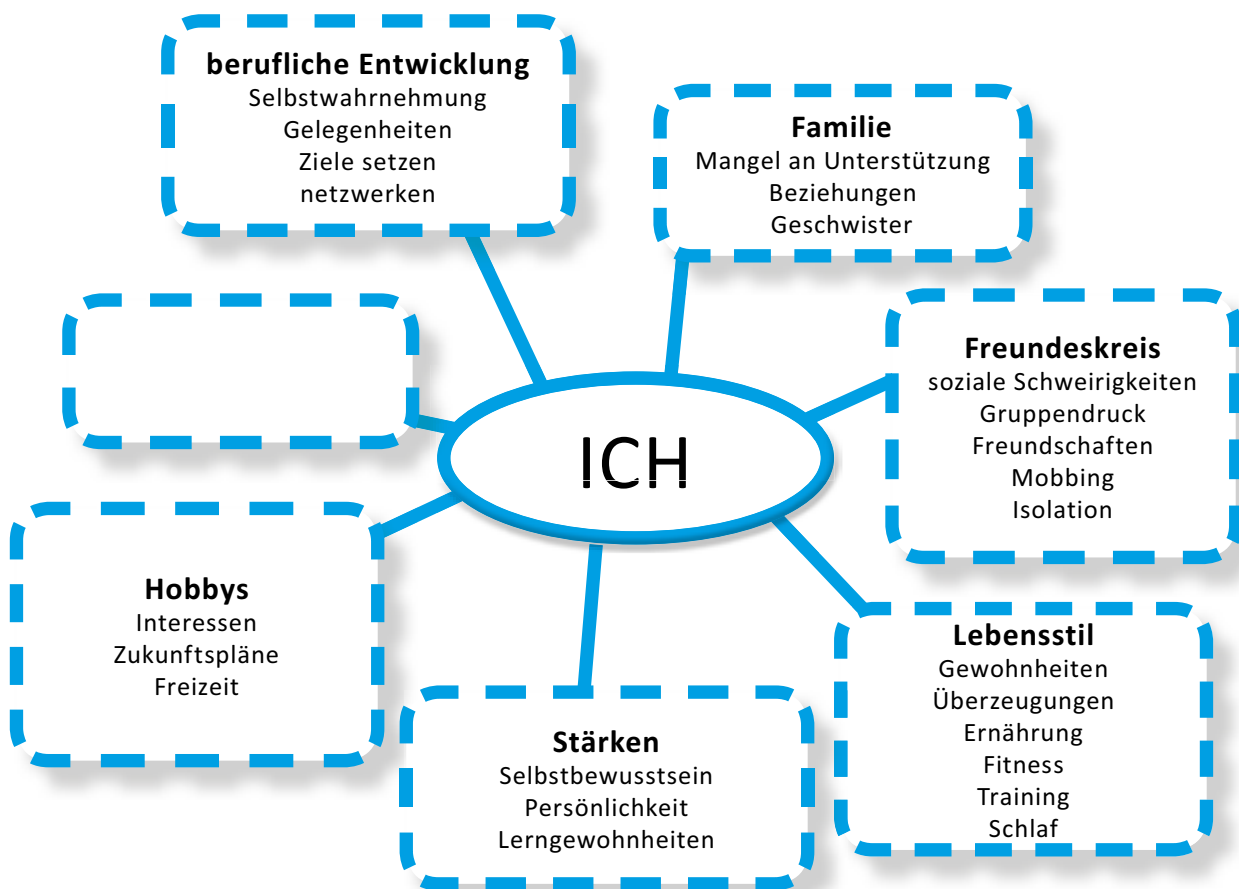 berufliche Entwicklung
Selbstwahrnehmung
Gelegenheiten
Ziele setzen
netzwerken
Familie
Mangel an Unterstützung
Beziehungen
Geschwister
Freundeskreis
soziale Schweirigkeiten
Gruppendruck
Freundschaften
Mobbing
Isolation
ICH
Hobbys
Interessen
Zukunftspläne
Freizeit
Stärken
Selbstbewusstsein
Persönlichkeit
Lerngewohnheiten
Lebensstil
Gewohnheiten
Überzeugungen
Ernährung
Fitness
Training
Schlaf